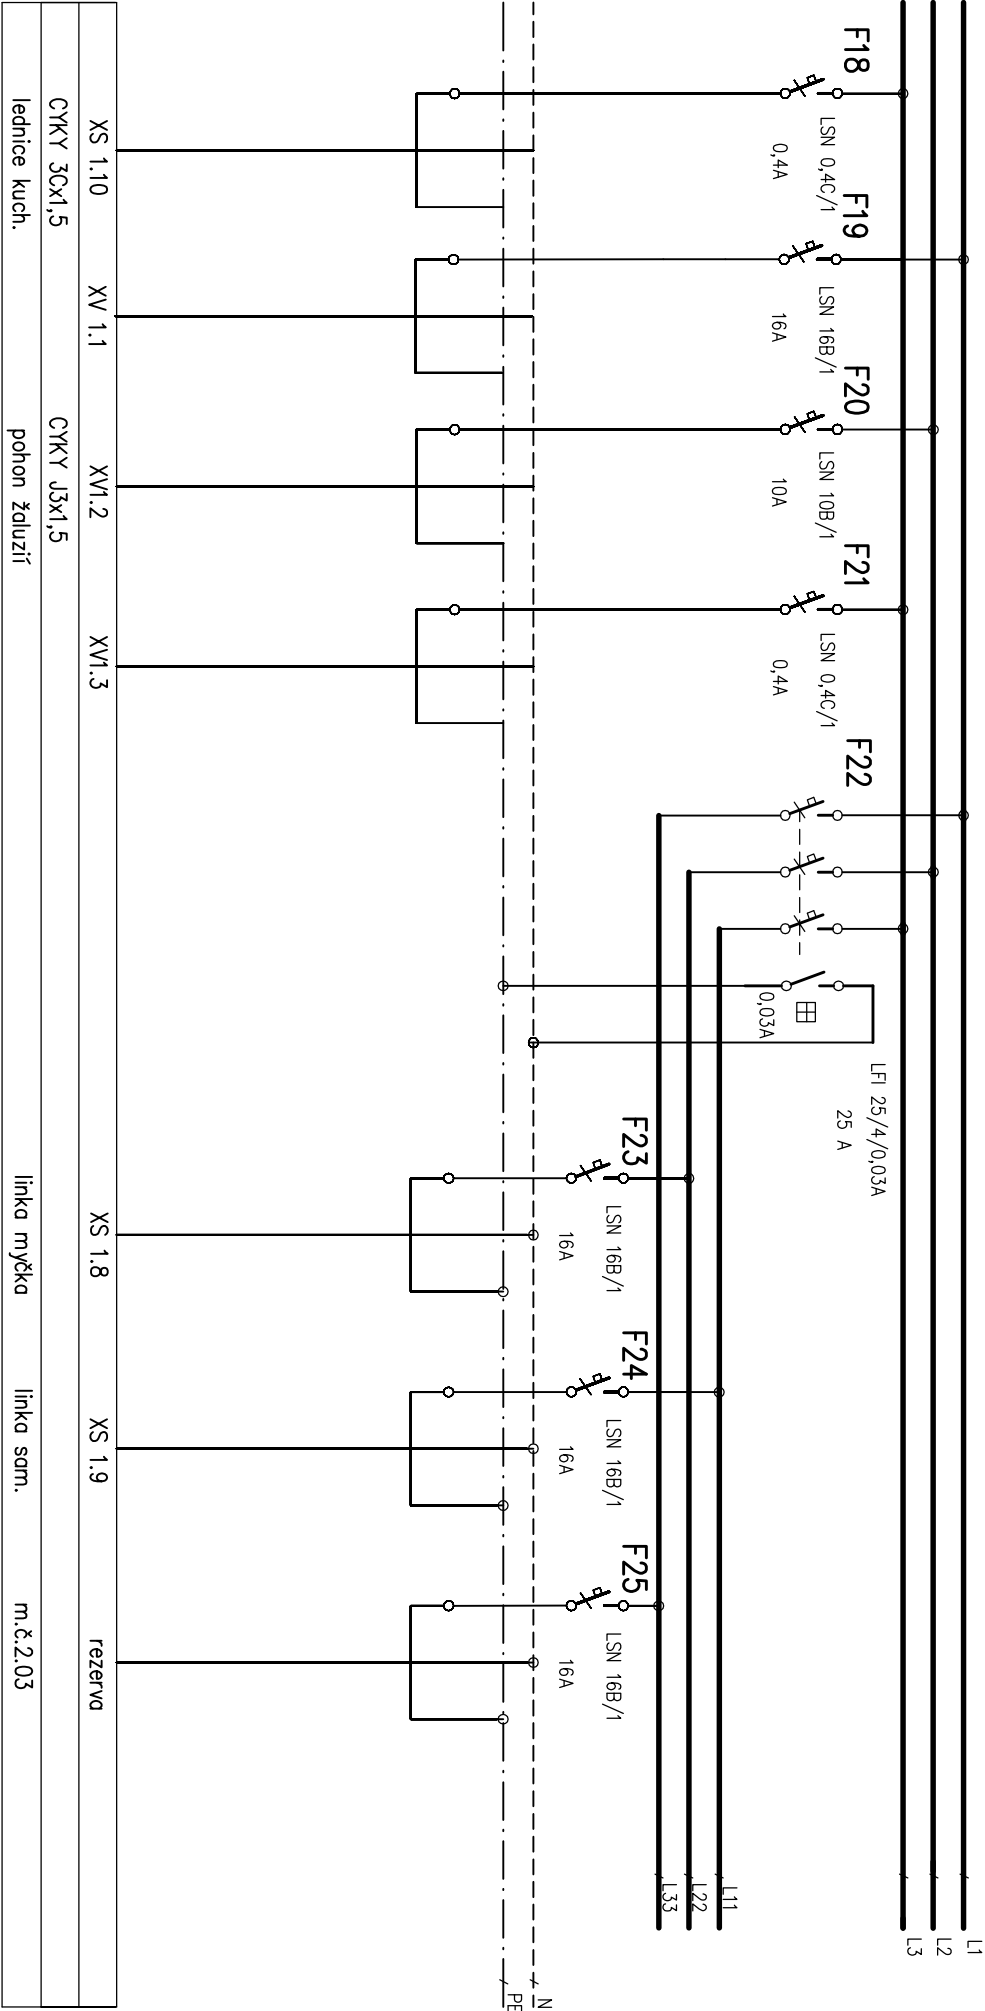 L1
L2
L3
F18
LSN 0,4C/1
0,4A
F19
LSN 16B/1
16A
F20
LSN 10B/1
10A
F21
LSN 0,4C/1
0,4A
F22
LFI 25/4/0,03A
25 A
0,03A
L11
L22
L33
F23
LSN 16B/1
16A
F24
LSN 16B/1
16A
F25
LSN 16B/1
16A
N
PE
XS 1.10
XV 1.1
XV1.2
XV1.3
XS 1.8
XS 1.9
rezerva
CYKY 3Cx1,5
CYKY J3x1,5
lednice kuch.
pohon žaluzií
linka myčka
linka sam.
m.č.2.03